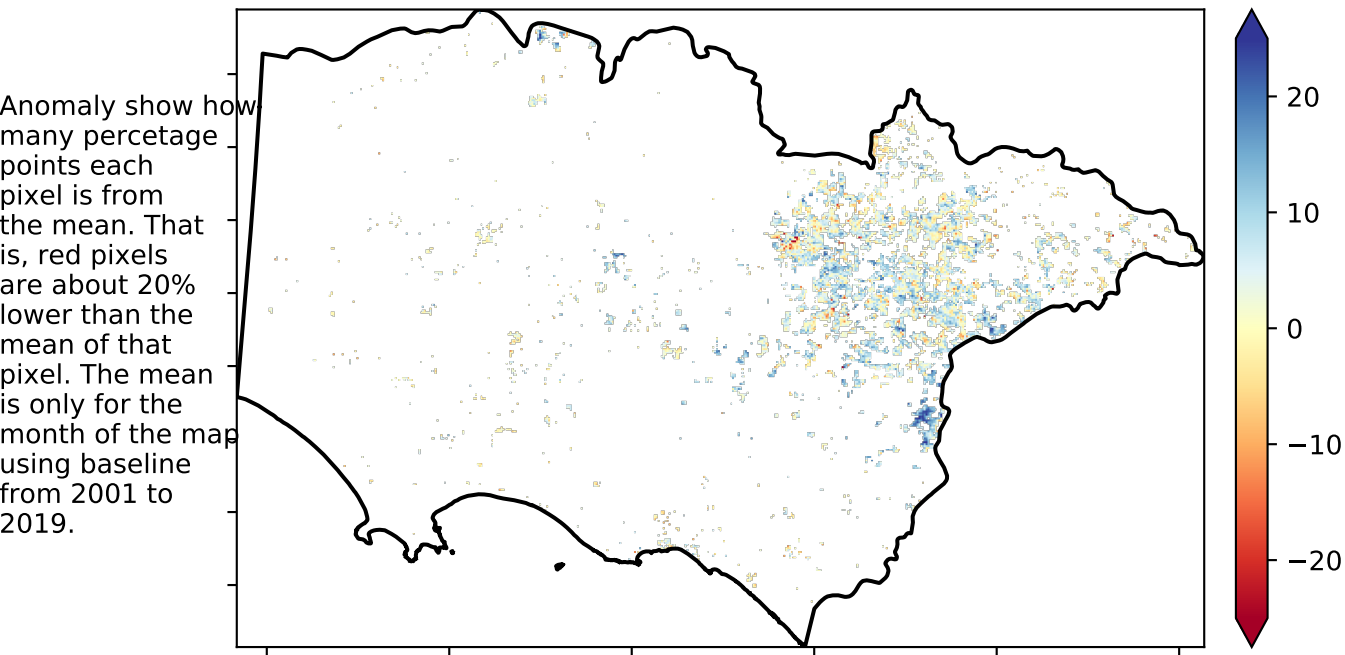 Anomaly show how
many percetage
points each
pixel is from
the mean. That
is, red pixels
are about 20%
lower than the
mean of that
pixel. The mean
is only for the
month of the map
using baseline
from 2001 to
2019.
20
10
0
−10
−20